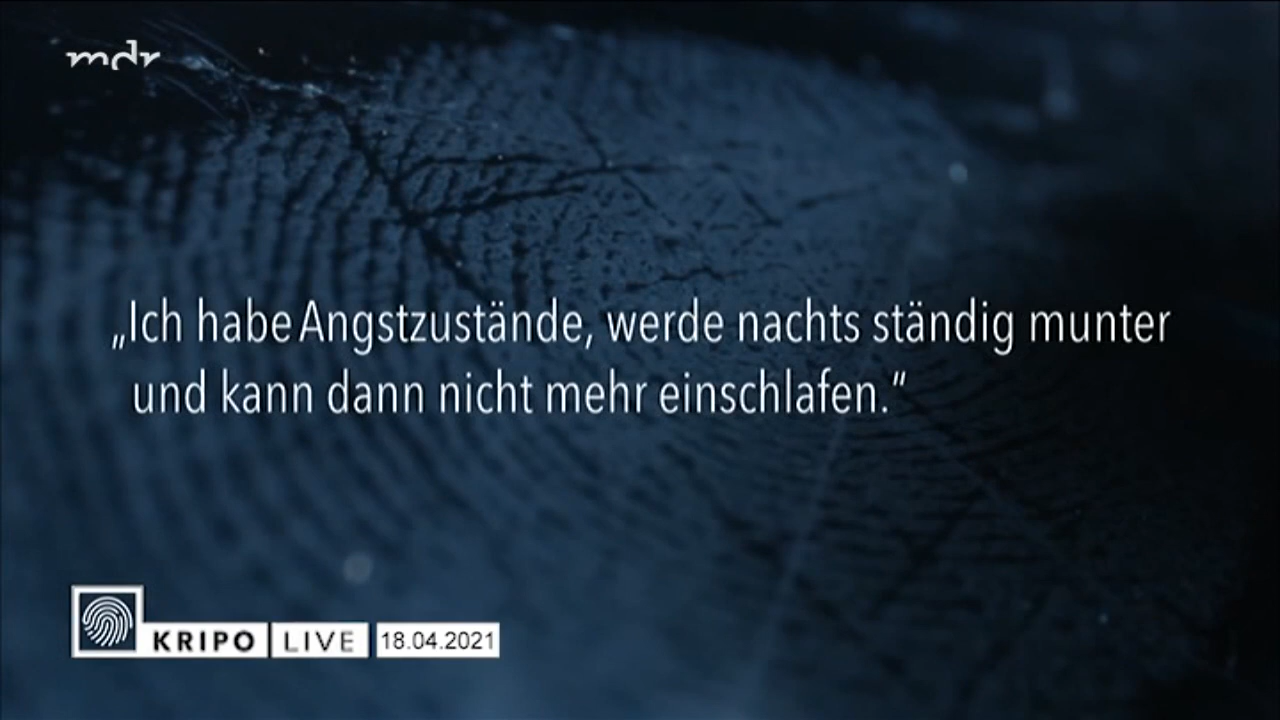 mdr
„Ich habe Angstzustände, werde nachts ständig munter
und kann dann nicht mehr einschlafen.“
KRIPO LIVE 18.04.2021